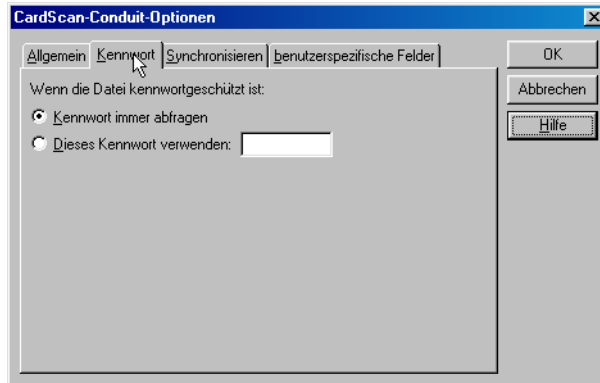 CardScan-Conduit-Optionen
Allgemein Kennwort Synchronisieren benutzerspezifische Felder
Wenn die Datei kennwortgeschützt ist:
Kennwort immer abfragen
Dieses Kennwort verwenden:
OK
Abbrechen
Hilfe